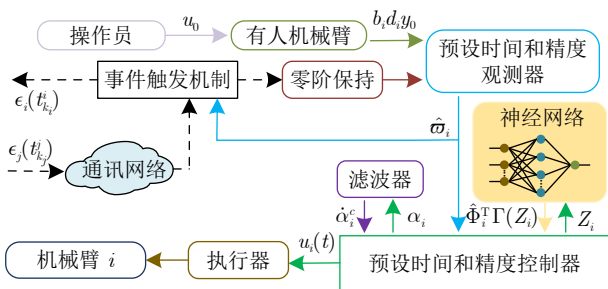 操作员
u_0
有人机械臂
b_i d_i y_0
预设时间和精度
观测器
事件触发机制
零阶保持
ϵ_i(t^i_{k_i})
ϵ_j(t^j_{k_j})
通讯网络
ϖ̂_i
神经网络
滤波器
α̇_i^c
α_i
Φ̂_i^T Γ(Z_i)
Z_i
机械臂 i
执行器
u_i(t)
预设时间和精度控制器